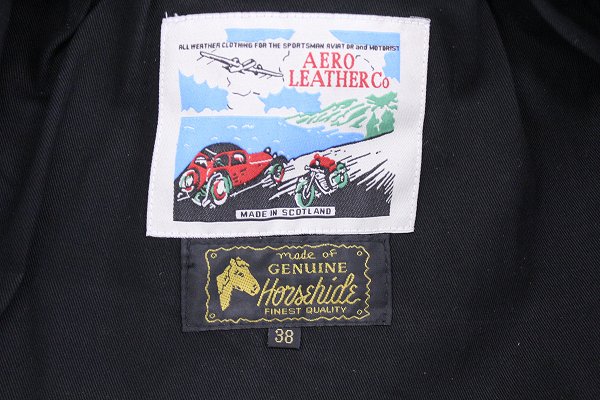 ALL WEATHER CLOTHING FOR THE SPORTSMAN AVIATOR and MOTORIST
AERO
LEATHER Co
MADE IN SCOTLAND
made of
GENUINE
Horsehide
FINEST QUALITY
38